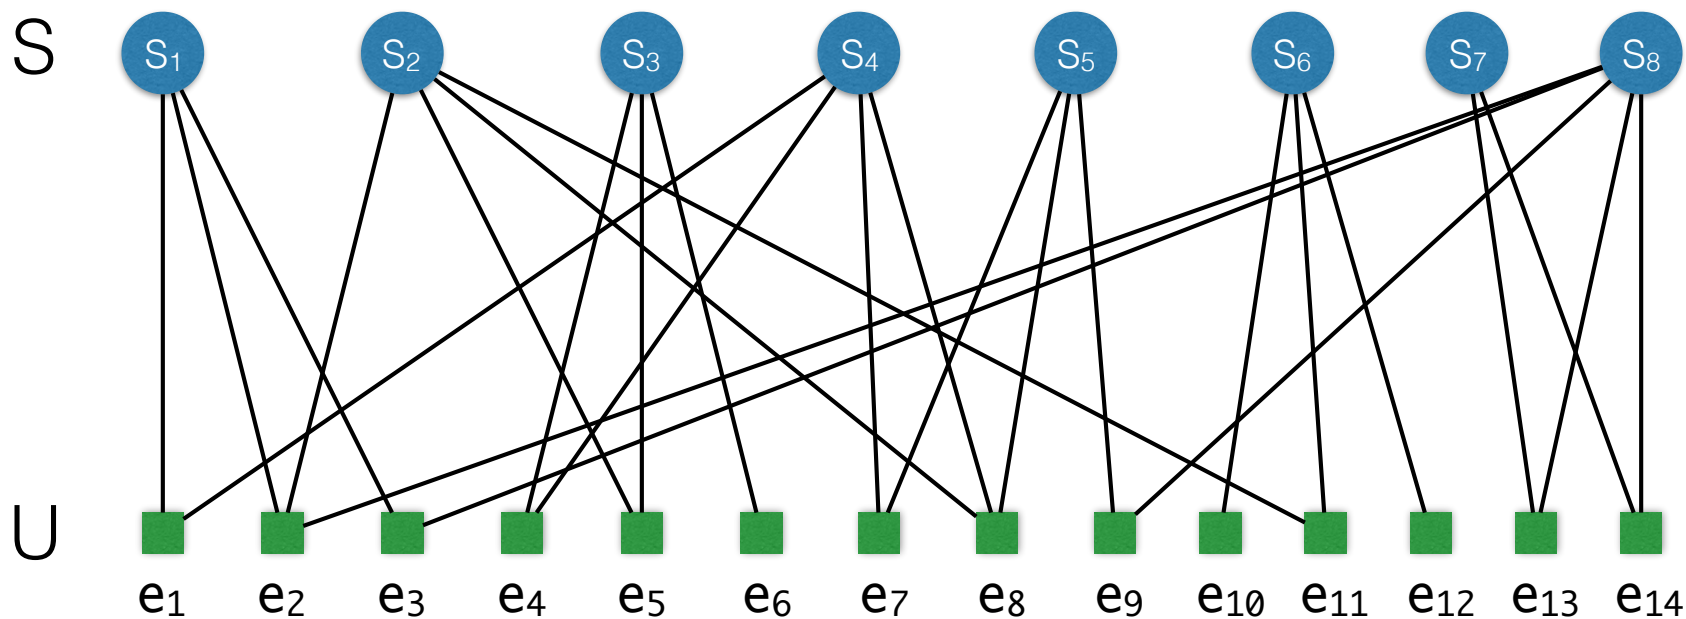 S S₁ S₂ S₃ S₄ S₅ S₆ S₇ S₈
U
e₁ e₂ e₃ e₄ e₅ e₆ e₇ e₈ e₉ e₁₀ e₁₁ e₁₂ e₁₃ e₁₄